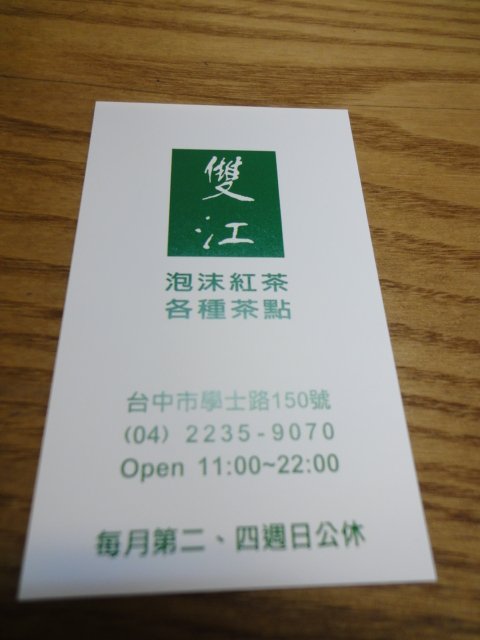 雙
江
泡沫紅茶
各種茶點
台中市學士路150號
(04) 2235-9070
Open 11:00~22:00
每月第二、四週日公休